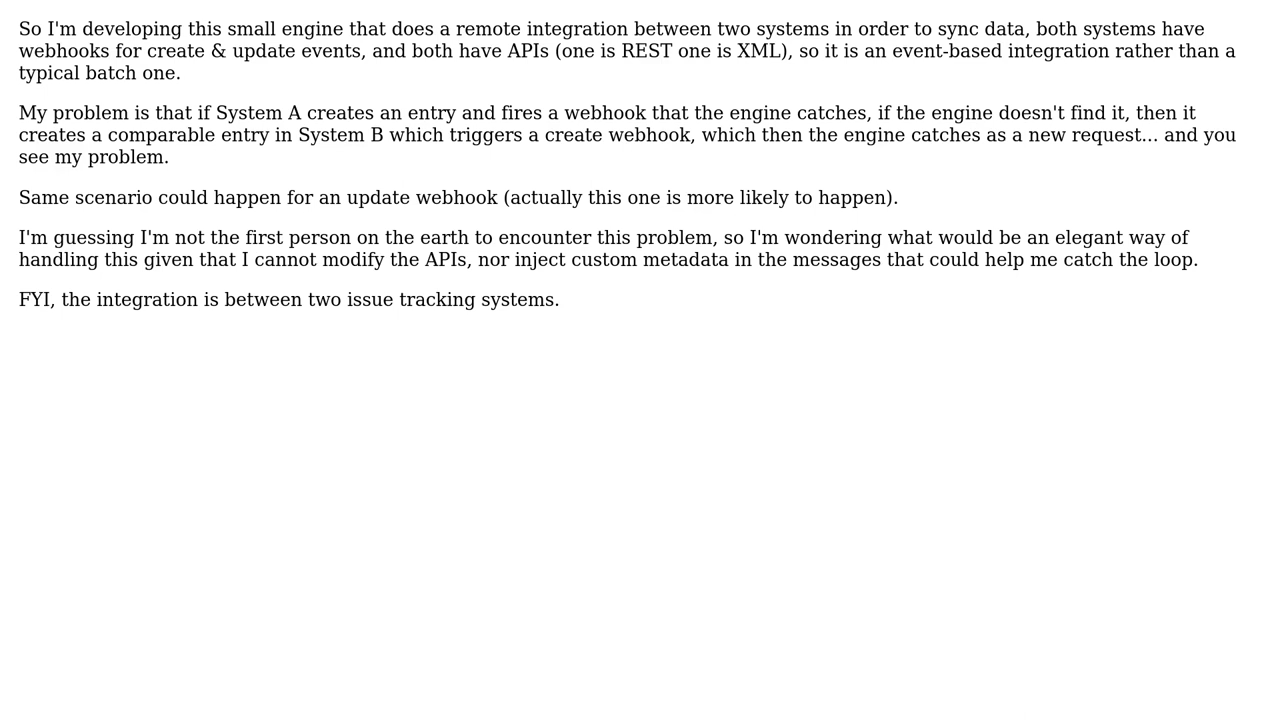 So I'm developing this small engine that does a remote integration between two systems in order to sync data, both systems have
webhooks for create & update events, and both have APIs (one is REST one is XML), so it is an event-based integration rather than a
typical batch one.
My problem is that if System A creates an entry and fires a webhook that the engine catches, if the engine doesn't find it, then it
creates a comparable entry in System B which triggers a create webhook, which then the engine catches as a new request... and you
see my problem.
Same scenario could happen for an update webhook (actually this one is more likely to happen).
I'm guessing I'm not the first person on the earth to encounter this problem, so I'm wondering what would be an elegant way of
handling this given that I cannot modify the APIs, nor inject custom metadata in the messages that could help me catch the loop.
FYI, the integration is between two issue tracking systems.